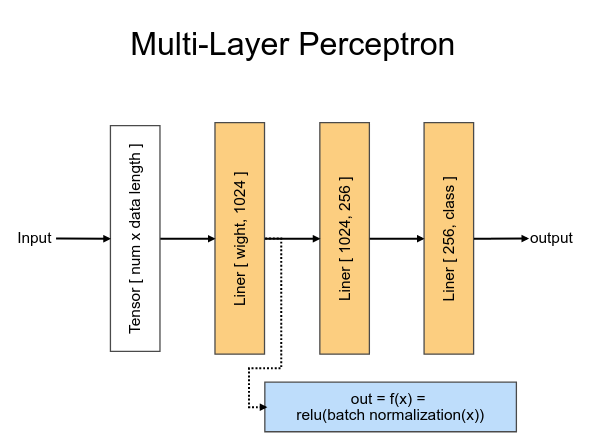 Multi-Layer Perceptron
Input
Tensor [ num x data length ]
Liner [ wight, 1024 ]
Liner [ 1024, 256 ]
Liner [ 256, class ]
output
out = f(x) =
relu(batch normalization(x))